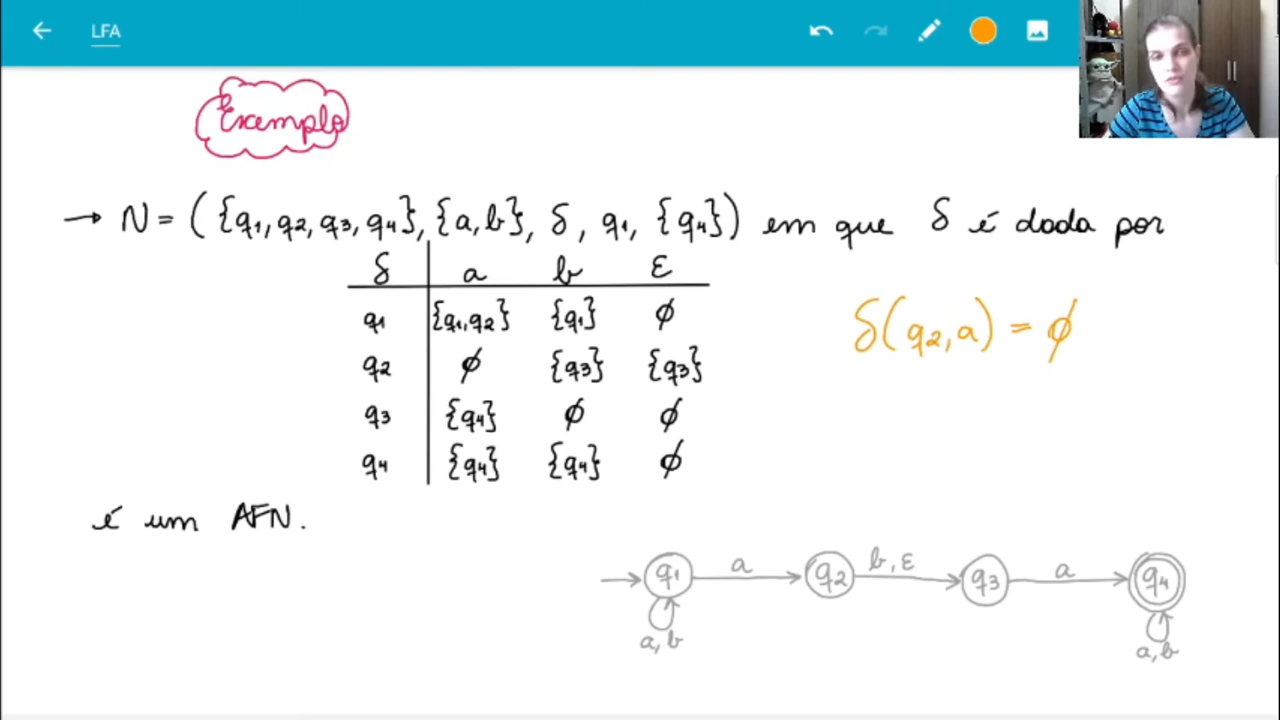 LFA
Exemplo
→ N = ( {q1, q2, q3, q4}, {a, b}, δ, q1, {q4} ) em que δ é dada por
δ a b ε
q1 {q1, q2} {q1} ∅
q2 ∅ {q3} {q3}
q3 {q4} ∅ ∅
q4 {q4} {q4} ∅
δ(q2, a) = ∅
é um AFN.
a b, ε a
q1 q2 q3 q4
a, b a, b